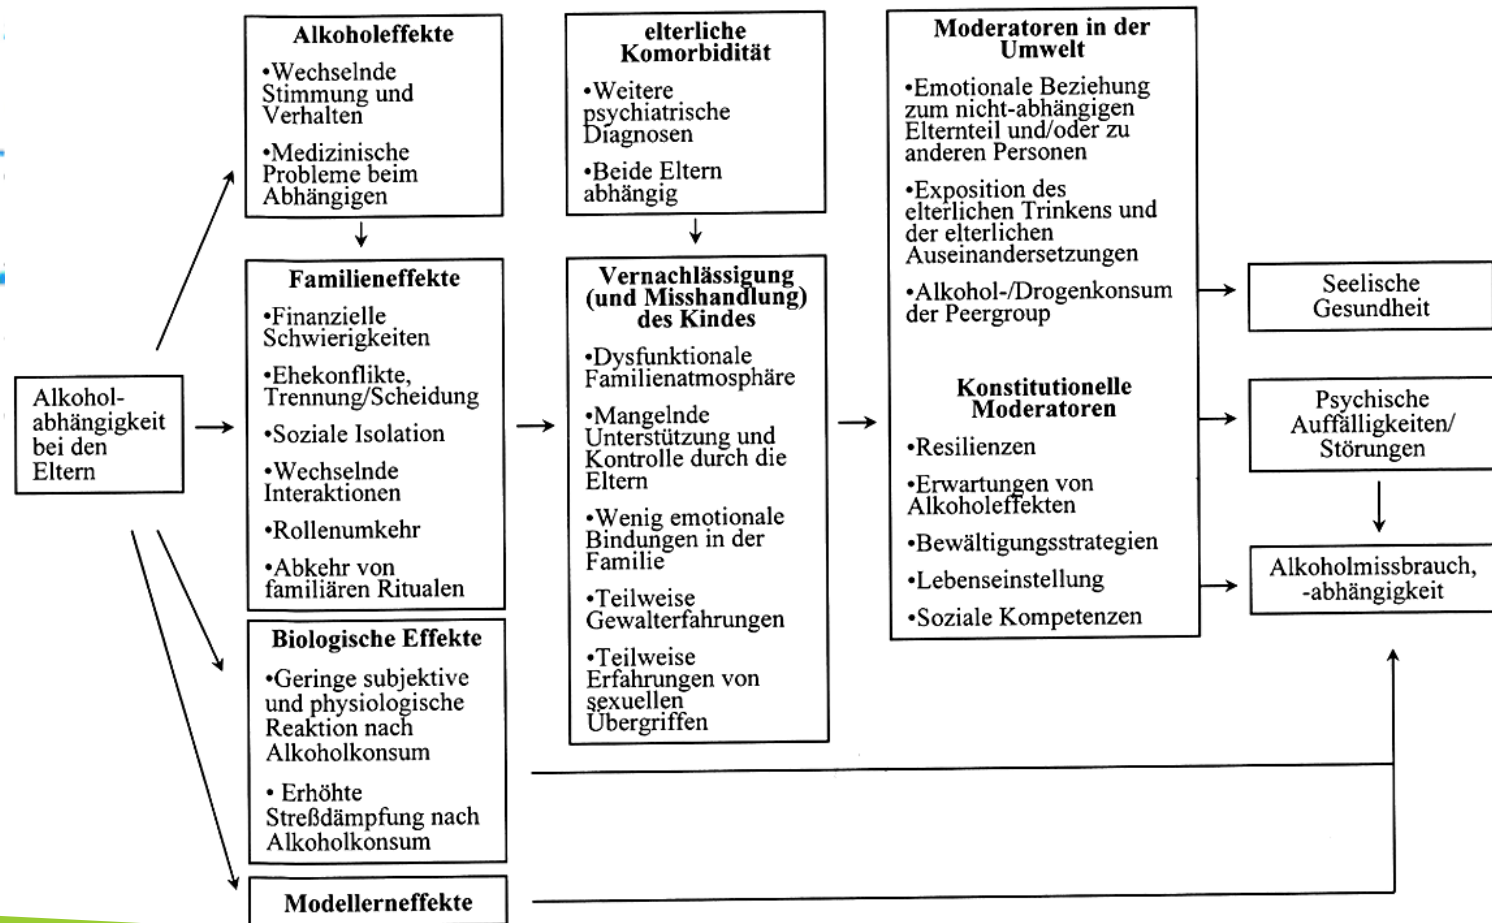 Alkohol-
abhängigkeit
bei den
Eltern
Alkoholeffekte
•Wechselnde
Stimmung und
Verhalten
•Medizinische
Probleme beim
Abhängigen
Familieneffekte
•Finanzielle
Schwierigkeiten
•Ehekonflikte,
Trennung/Scheidung
•Soziale Isolation
•Wechselnde
Interaktionen
•Rollenumkehr
•Abkehr von
familiären Ritualen
Biologische Effekte
•Geringe subjektive
und physiologische
Reaktion nach
Alkoholkonsum
• Erhöhte
Streßdämpfung nach
Alkoholkonsum
Modellerneffekte
elterliche
Komorbidität
•Weitere
psychiatrische
Diagnosen
•Beide Eltern
abhängig
Vernachlässigung
(und Misshandlung)
des Kindes
•Dysfunktionale
Familienatmosphäre
•Mangelnde
Unterstützung und
Kontrolle durch die
Eltern
•Wenig emotionale
Bindungen in der
Familie
•Teilweise
Gewalterfahrungen
•Teilweise
Erfahrungen von
sexuellen
Übergriffen
Moderatoren in der
Umwelt
•Emotionale Beziehung
zum nicht-abhängigen
Elternteil und/oder zu
anderen Personen
•Exposition des
elterlichen Trinkens und
der elterlichen
Auseinandersetzungen
•Alkohol-/Drogenkonsum
der Peergroup
Konstitutionelle
Moderatoren
•Resilienzen
•Erwartungen von
Alkoholeffekten
•Bewältigungsstrategien
•Lebenseinstellung
•Soziale Kompetenzen
Seelische
Gesundheit
Psychische
Auffälligkeiten/
Störungen
Alkoholmissbrauch,
-abhängigkeit